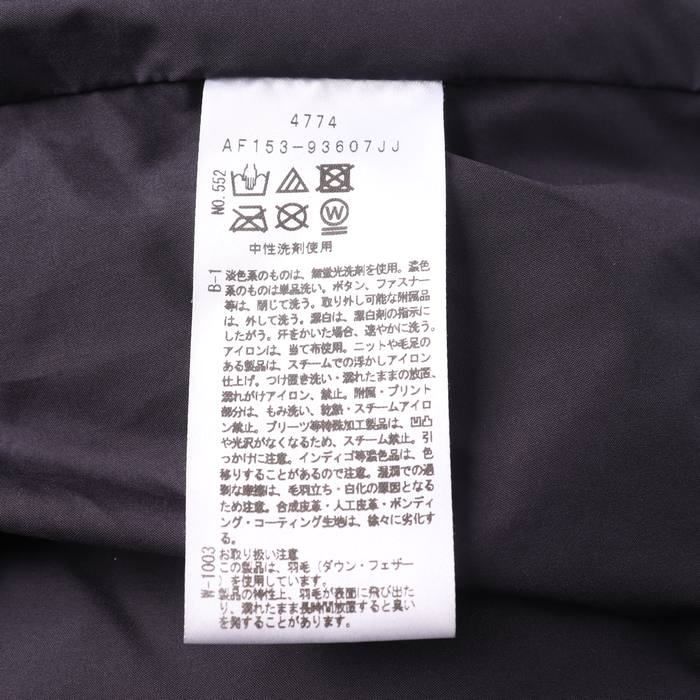 4774
AF153-93607JJ
NO.552
W
中性洗剤使用
B-1
淡色系のものは、無蛍光洗剤を使用。濃色
系のものは単品洗い。ボタン、ファスナー
等は、閉じて洗う。取り外し可能な附属品
は、外して洗う。漂白は、漂白剤の指示に
したがう。汗をかいた場合、速やかに洗う。
アイロンは、当て布使用。ニットや毛足の
ある製品は、スチームでの浮かしアイロン
仕上げ。つけ置き洗い・濡れたままの放置、
濡れがけアイロン、禁止。附属・プリント
部分は、もみ洗い、乾熱・スチームアイロ
ン禁止。プリーツ等特殊加工製品は、凹凸
や光沢がなくなるため、スチーム禁止。引
っかけに注意。インディゴ等濃色品は、色
移りすることがあるので注意。湿潤での過
剰な摩擦は、毛羽立ち・白化の原因となる
ため注意。合成皮革・人工皮革・ボンディ
ング・コーティング生地は、徐々に劣化す
る。
W-1003
お取り扱い注意
この製品は、羽毛（ダウン・フェザー
）を使用しています。
製品の特性上、羽毛が表面に飛び出た
り、濡れたまま長時間放置すると臭い
を発することがあります。